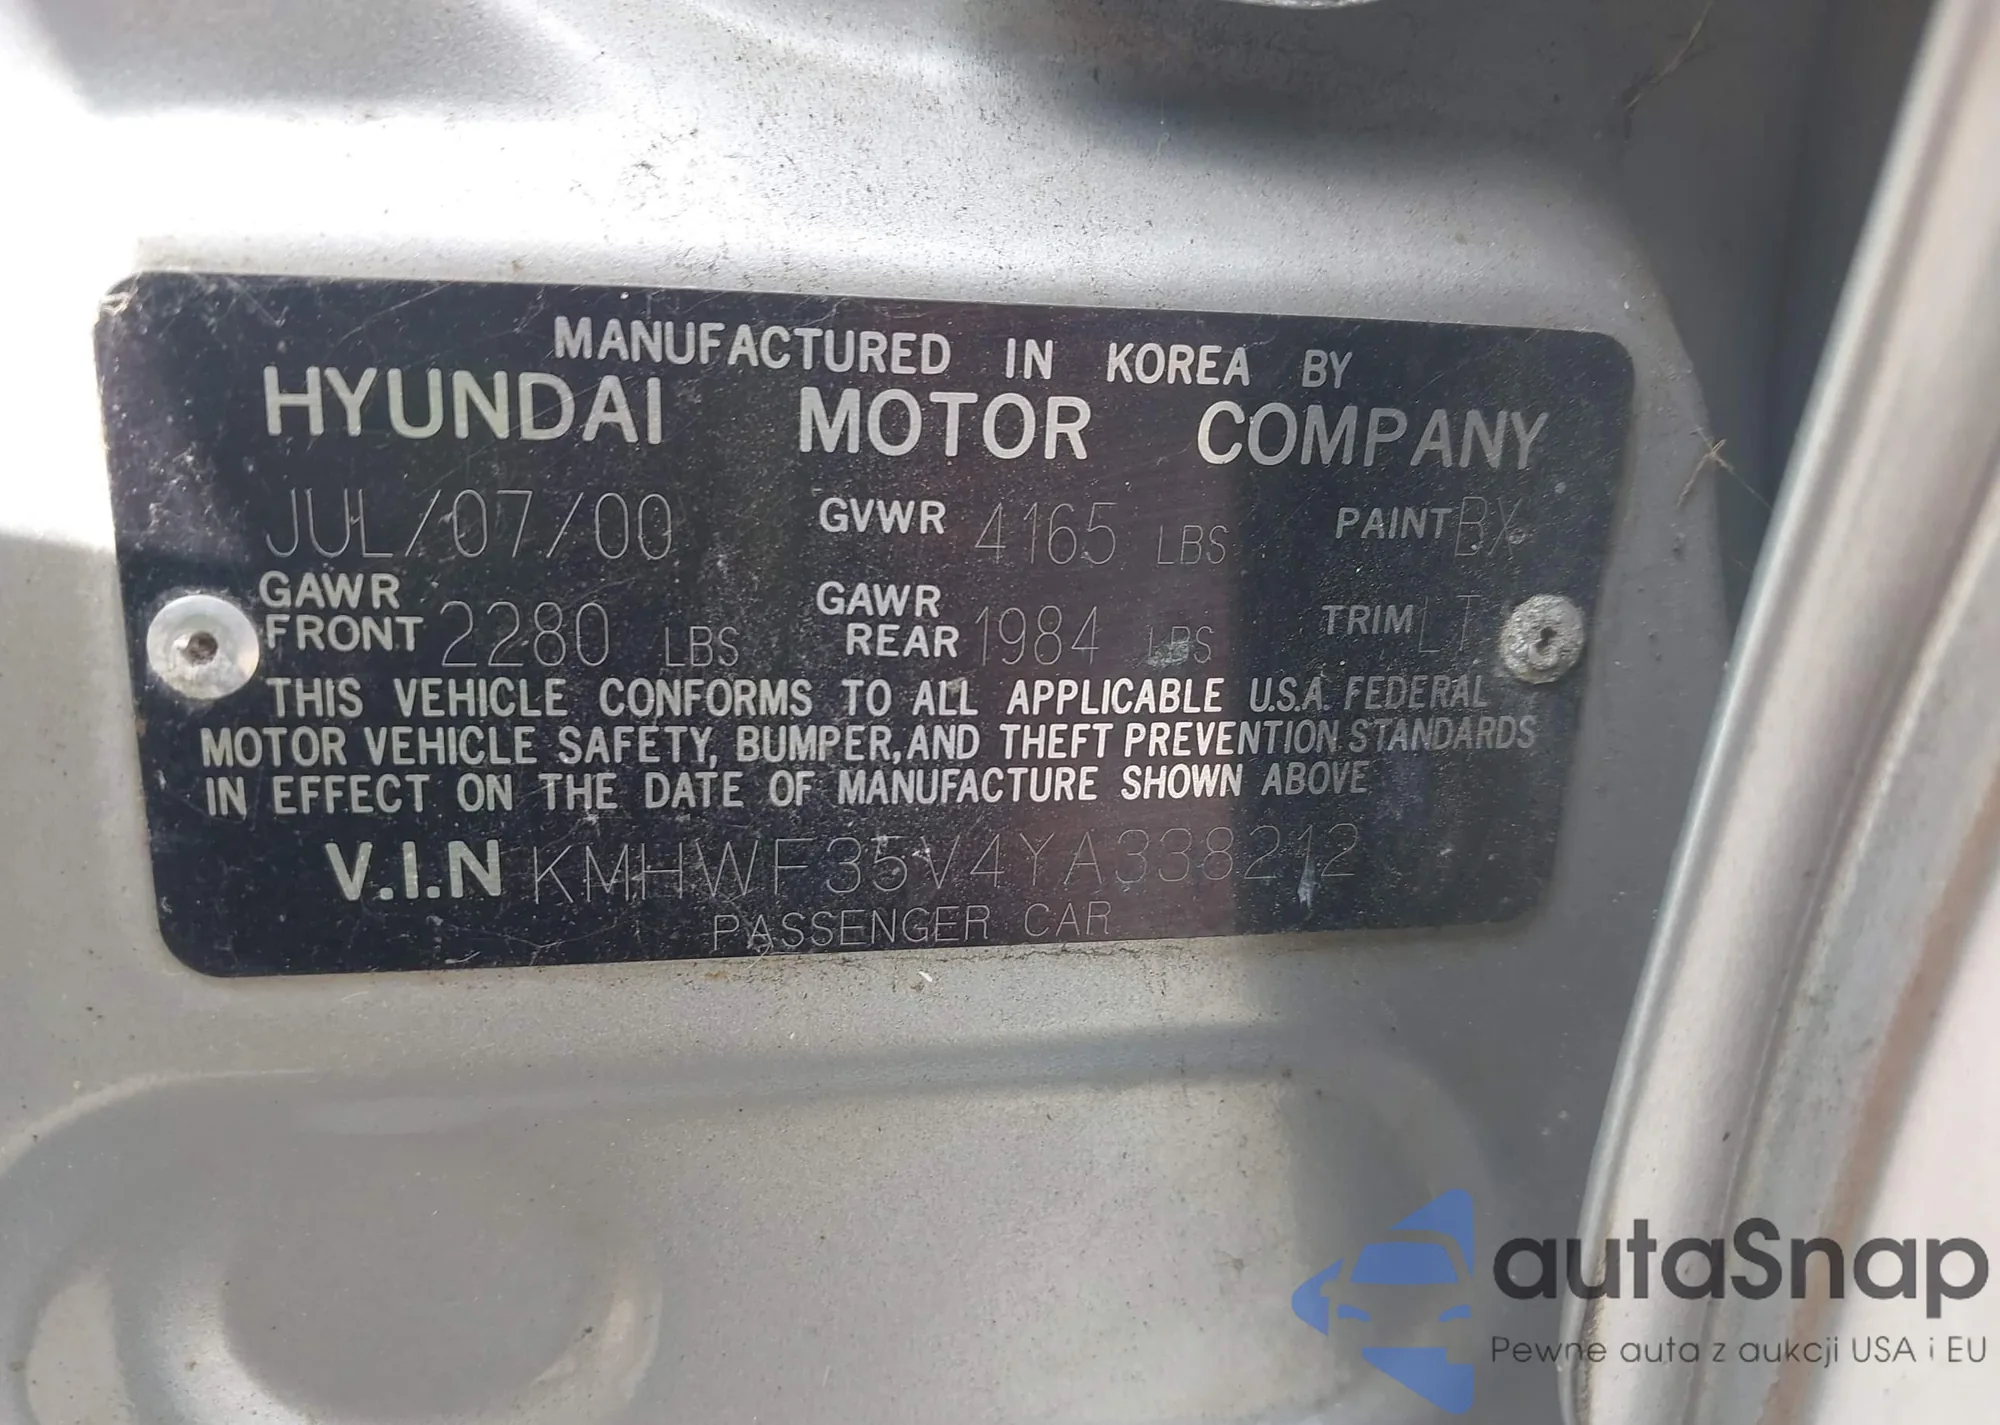 MANUFACTURED IN KOREA BY
HYUNDAI MOTOR COMPANY
JUL/07/00 GVWR 4165 LBS PAINT BX
GAWR FRONT 2280 LBS GAWR REAR 1984 LBS TRIM LT
THIS VEHICLE CONFORMS TO ALL APPLICABLE U.S.A. FEDERAL
MOTOR VEHICLE SAFETY, BUMPER, AND THEFT PREVENTION STANDARDS
IN EFFECT ON THE DATE OF MANUFACTURE SHOWN ABOVE
V.I.N KMHWF35V4YA338212
PASSENGER CAR
autaSnap
Pewne auta z aukcji USA i EU